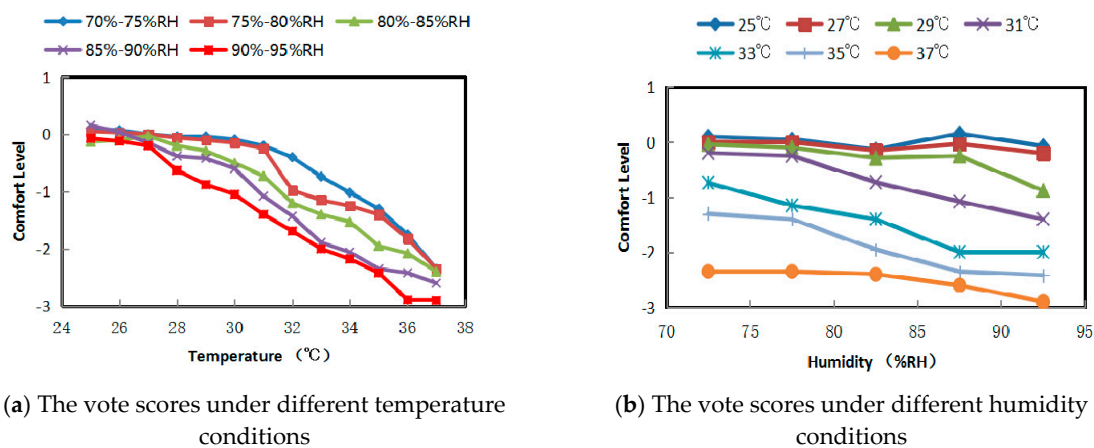 70%-75%RH 75%-80%RH 80%-85%RH
85%-90%RH 90%-95%RH
1
0
-1
-2
-3
24 26 28 30 32 34 36 38
Comfort Level
Temperature （℃）
(a) The vote scores under different temperature
conditions
25℃ 27℃ 29℃ 31℃
33℃ 35℃ 37℃
1
0
-1
-2
-3
70 75 80 85 90 95
Comfort Level
Humidity （%RH）
(b) The vote scores under different humidity
conditions